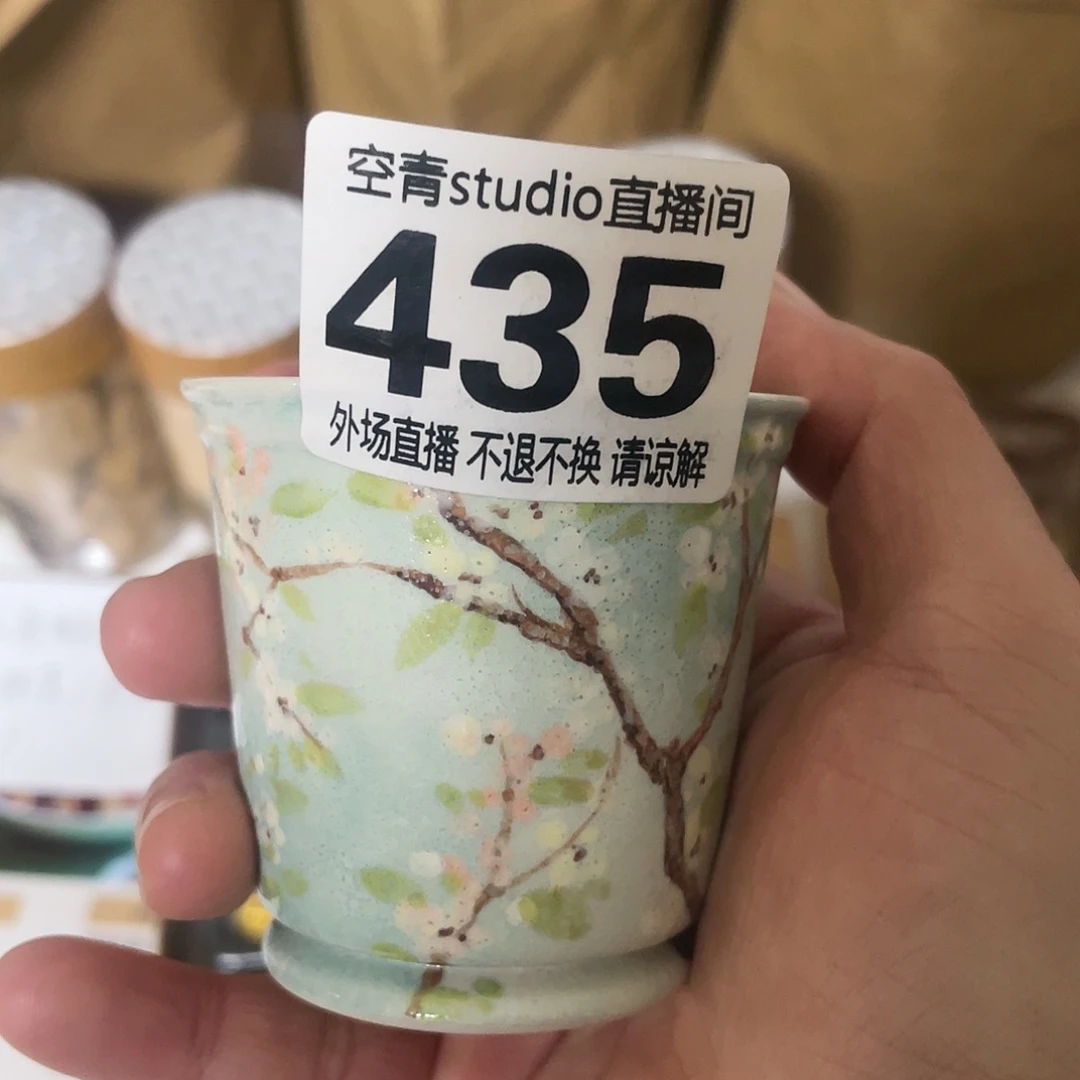 空青studio直播间
435
外场直播 不退不换 请谅解